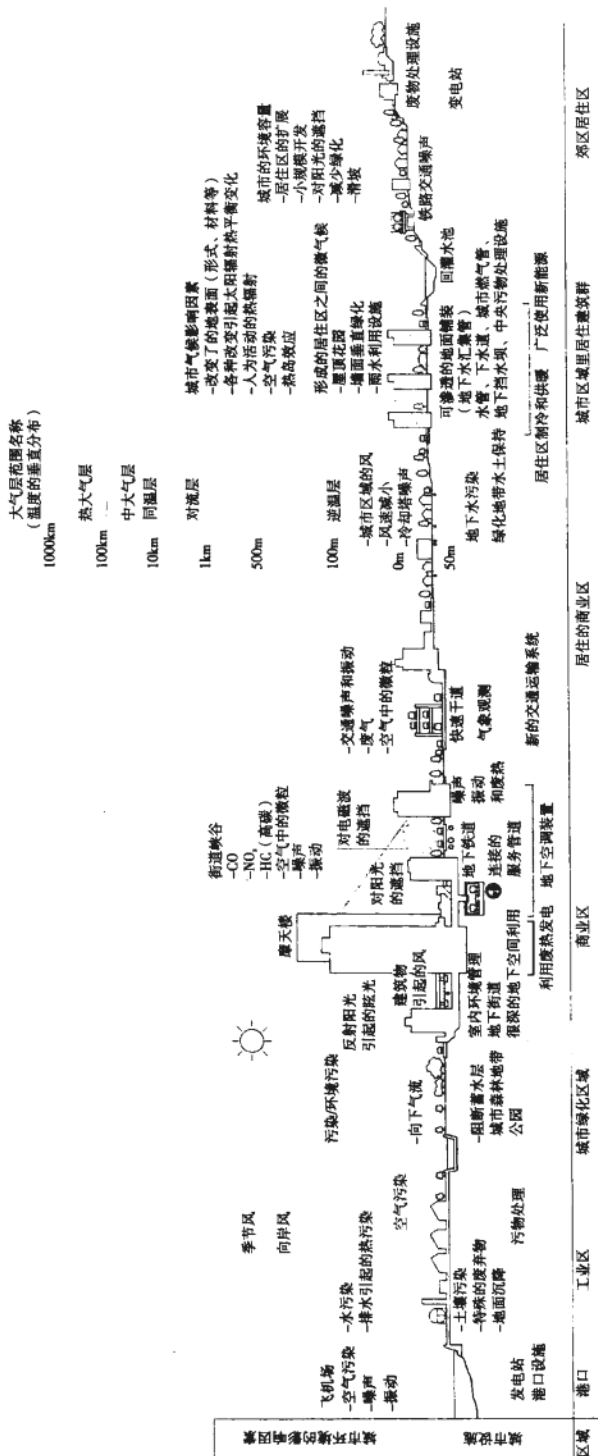 大气层范围名称
（温度的垂直分布）
1000km
热大气层
100km
中大气层
10km
同温层
对流层
1km
500m
100m
逆温层
0m
50m
城市气候影响因素
-改变了的地表面（形式、材料等）
-各种改变引起太阳辐射热平衡变化
-人为活动的热辐射
-空气污染
-热岛效应
城市的环境容量
-居住区的扩展
-小规模开发
-对阳光的遮挡
-减少绿化
-滑坡
形成的居住区之间的微气候
-屋顶花园
-墙面垂直绿化
-雨水利用设施
-城市区域的风
-风速减小
-冷却塔噪声
街道峡谷
-CO
-NOx
-HC（高碳）
-空气中的微粒
-噪声
-振动
-交通噪声和振动
-废气
-空气中的微粒
对电磁波
的遮挡
对阳光
的遮挡
摩天楼
反射阳光
引起的眩光
建筑物
引起的风
污染/环境污染
-向下气流
季节风
向岸风
空气污染
-水污染
-排水引起的热污染
飞机场
-空气污染
-噪声
-振动
城市环境的影响因素
城市设施
发电站
港口设施
-土壤污染
-特殊的废弃物
-地面沉降
污物处理
-阻断蓄水层
城市森林地带
公园
室内环境管理
地下街道
很深的地下空间利用
利用废热发电
地下铁道
连接的
服务管道
地下空调装置
噪声
振动
和废热
快速干道
气象观测
新的交通运输系统
地下水污染
绿化地带水土保持
可渗透的地面铺装
（地下水汇集管）
水管、下水道、城市燃气管、
地下挡水坝、中央污物处理设施
居住区制冷和供暖
广泛使用新能源
回灌水池
铁路交通噪声
废物处理设施
变电站
区域
港口
工业区
城市绿化区域
商业区
居住的商业区
城市区域里居住建筑群
郊区居住区